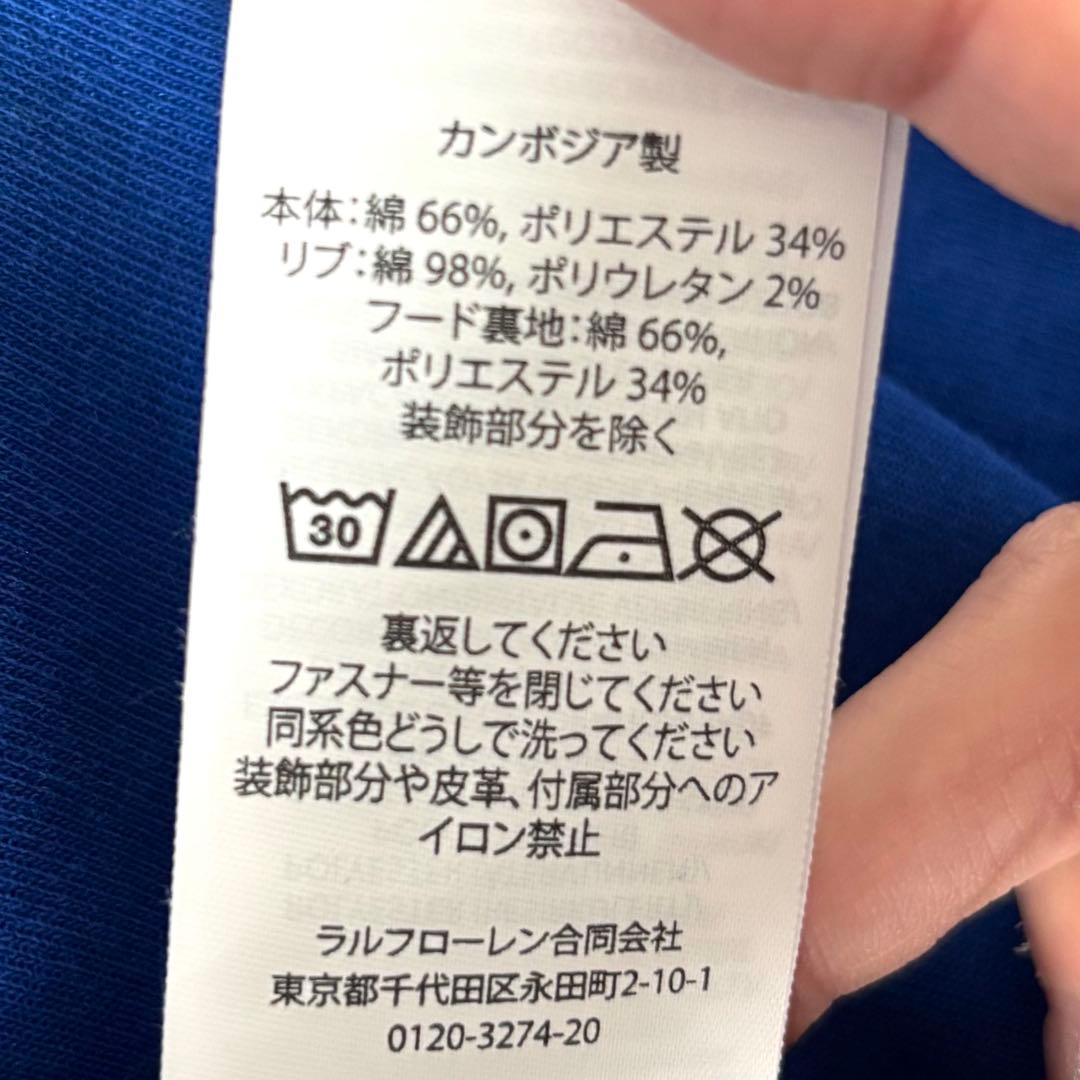 カンボジア製
本体：綿 66%, ポリエステル 34%
リブ：綿 98%, ポリウレタン 2%
フード裏地：綿 66%,
ポリエステル 34%
装飾部分を除く
30
裏返してください
ファスナー等を閉じてください
同系色どうしで洗ってください
装飾部分や皮革、付属部分へのア
イロン禁止
ラルフローレン合同会社
東京都千代田区永田町2-10-1
0120-3274-20